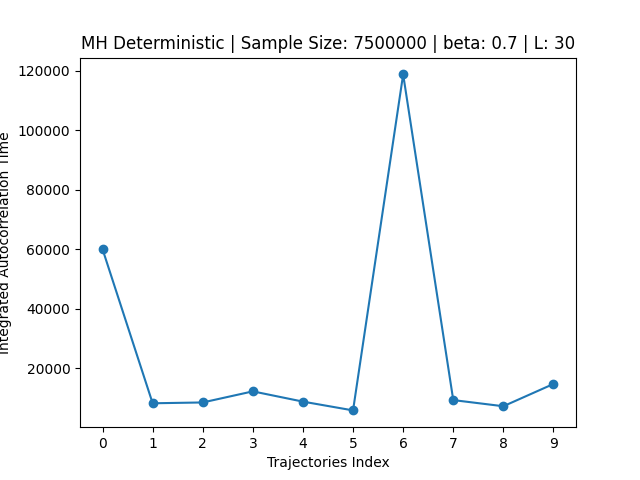 MH Deterministic | Sample Size: 7500000 | beta: 0.7 | L: 30
Integrated Autocorrelation Time
120000
100000
80000
60000
40000
20000
0 1 2 3 4 5 6 7 8 9
Trajectories Index